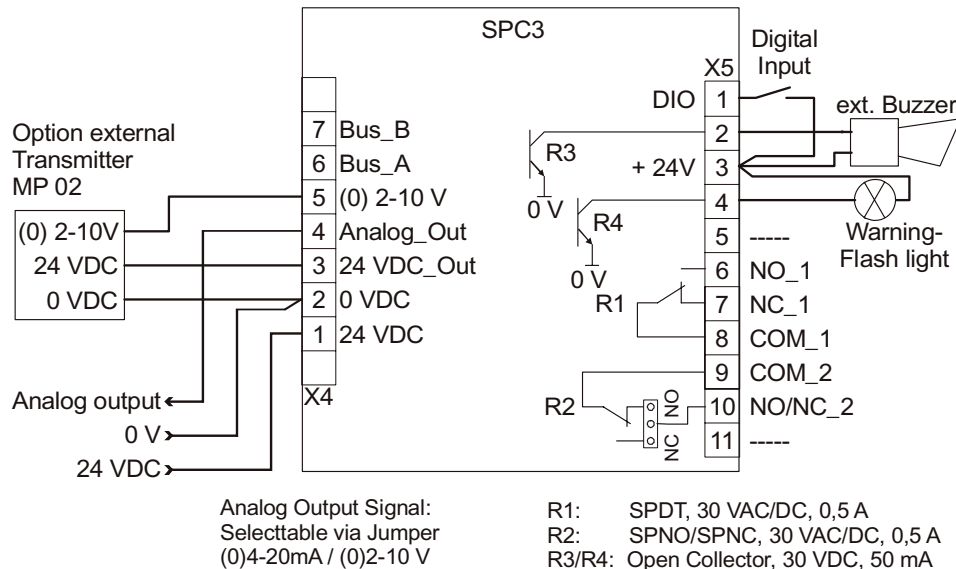 SPC3
Option external
Transmitter
MP 02
(0) 2-10V
24 VDC
0 VDC
Analog output
0 V
24 VDC
7 Bus_B
6 Bus_A
5 (0) 2-10 V
4 Analog_Out
3 24 VDC_Out
2 0 VDC
1 24 VDC
X4
R3
0 V
R4
0 V
R1
R2
NO
NC
X5
DIO 1
2
+ 24V 3
4
5 -----
6 NO_1
7 NC_1
8 COM_1
9 COM_2
10 NO/NC_2
11 -----
Digital
Input
ext. Buzzer
Warning-
Flash light
Analog Output Signal:
Selecttable via Jumper
(0)4-20mA / (0)2-10 V
R1: SPDT, 30 VAC/DC, 0,5 A
R2: SPNO/SPNC, 30 VAC/DC, 0,5 A
R3/R4: Open Collector, 30 VDC, 50 mA